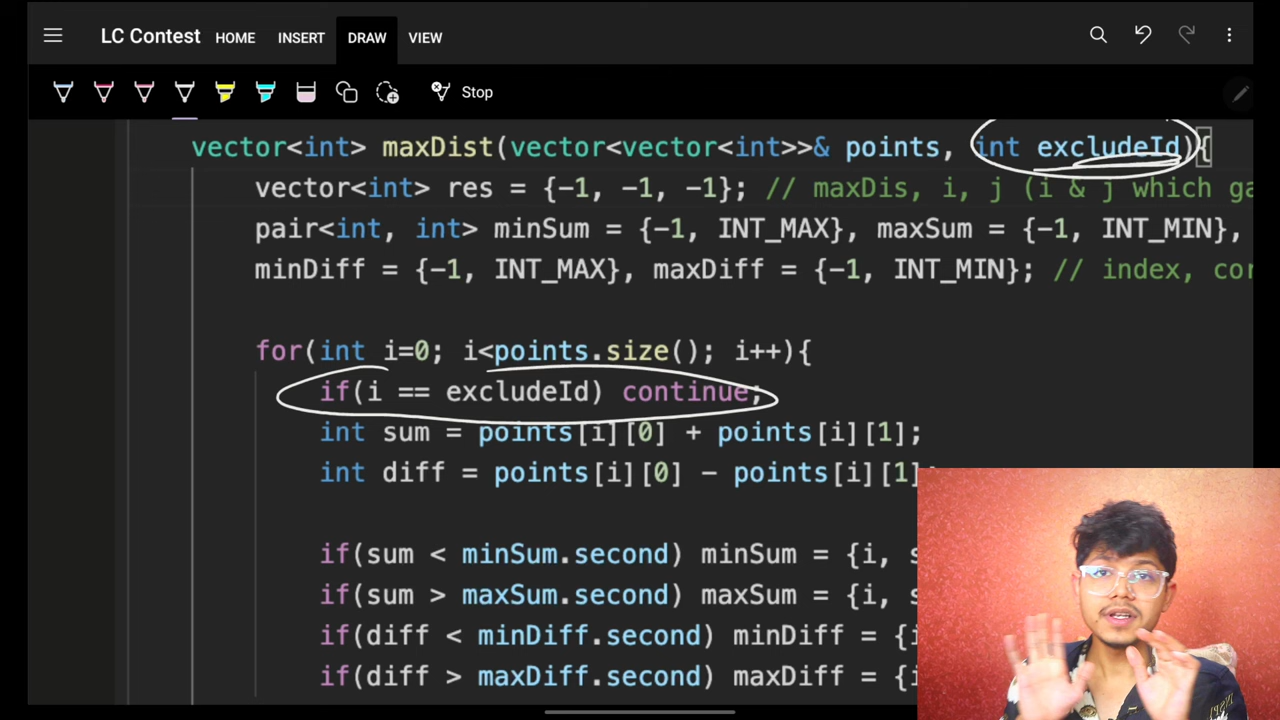 LC Contest HOME INSERT DRAW VIEW
Stop
vector<int> maxDist(vector<vector<int>>& points, int excludeId){
vector<int> res = {-1, -1, -1}; // maxDis, i, j (i & j which ga
pair<int, int> minSum = {-1, INT_MAX}, maxSum = {-1, INT_MIN},
minDiff = {-1, INT_MAX}, maxDiff = {-1, INT_MIN}; // index, cor
for(int i=0; i<points.size(); i++){
if(i == excludeId) continue;
int sum = points[i][0] + points[i][1];
int diff = points[i][0] - points[i][1];
if(sum < minSum.second) minSum = {i, s
if(sum > maxSum.second) maxSum = {i, s
if(diff < minDiff.second) minDiff = {i
if(diff > maxDiff.second) maxDiff = {i